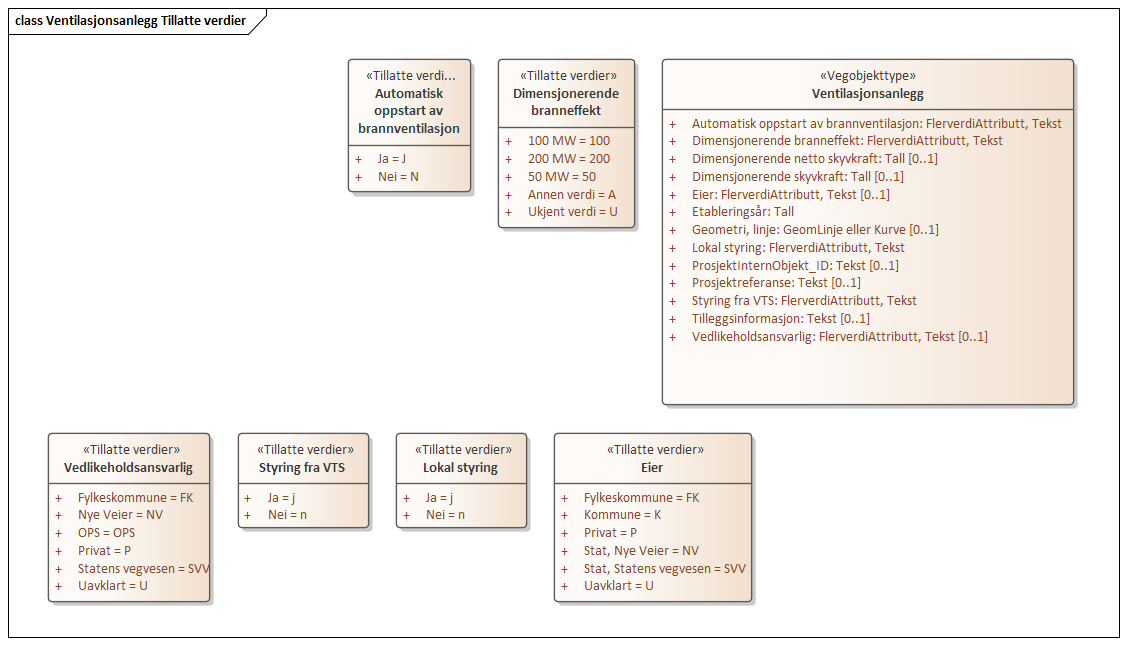 class Ventilasjonsanlegg Tillatte verdier
«Tillatte verdi...
Automatisk
oppstart av
brannventilasjon
+ Ja = J
+ Nei = N
«Tillatte verdier»
Dimensjonerende
branneffekt
+ 100 MW = 100
+ 200 MW = 200
+ 50 MW = 50
+ Annen verdi = A
+ Ukjent verdi = U
«Vegobjekttype»
Ventilasjonsanlegg
+ Automatisk oppstart av brannventilasjon: FlerverdiAttributt, Tekst
+ Dimensjonerende branneffekt: FlerverdiAttributt, Tekst
+ Dimensjonerende netto skyvkraft: Tall [0..1]
+ Dimensjonerende skyvkraft: Tall [0..1]
+ Eier: FlerverdiAttributt, Tekst [0..1]
+ Etableringsår: Tall
+ Geometri, linje: GeomLinje eller Kurve [0..1]
+ Lokal styring: FlerverdiAttributt, Tekst
+ ProsjektInternObjekt_ID: Tekst [0..1]
+ Prosjektreferanse: Tekst [0..1]
+ Styring fra VTS: FlerverdiAttributt, Tekst
+ Tilleggsinformasjon: Tekst [0..1]
+ Vedlikeholdsansvarlig: FlerverdiAttributt, Tekst [0..1]
«Tillatte verdier»
Vedlikeholdsansvarlig
+ Fylkeskommune = FK
+ Nye Veier = NV
+ OPS = OPS
+ Privat = P
+ Statens vegvesen = SVV
+ Uavklart = U
«Tillatte verdier»
Styring fra VTS
+ Ja = j
+ Nei = n
«Tillatte verdier»
Lokal styring
+ Ja = j
+ Nei = n
«Tillatte verdier»
Eier
+ Fylkeskommune = FK
+ Kommune = K
+ Privat = P
+ Stat, Nye Veier = NV
+ Stat, Statens vegvesen = SVV
+ Uavklart = U